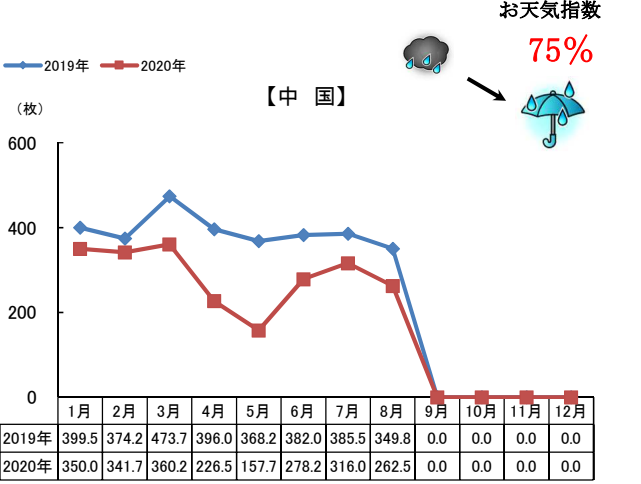 お天気指数
75%
2019年 2020年
【中 国】
（枚）
600
400
200
0
1月 2月 3月 4月 5月 6月 7月 8月 9月 10月 11月 12月
2019年 399.5 374.2 473.7 396.0 368.2 382.0 385.5 349.8 0.0 0.0 0.0 0.0
2020年 350.0 341.7 360.2 226.5 157.7 278.2 316.0 262.5 0.0 0.0 0.0 0.0